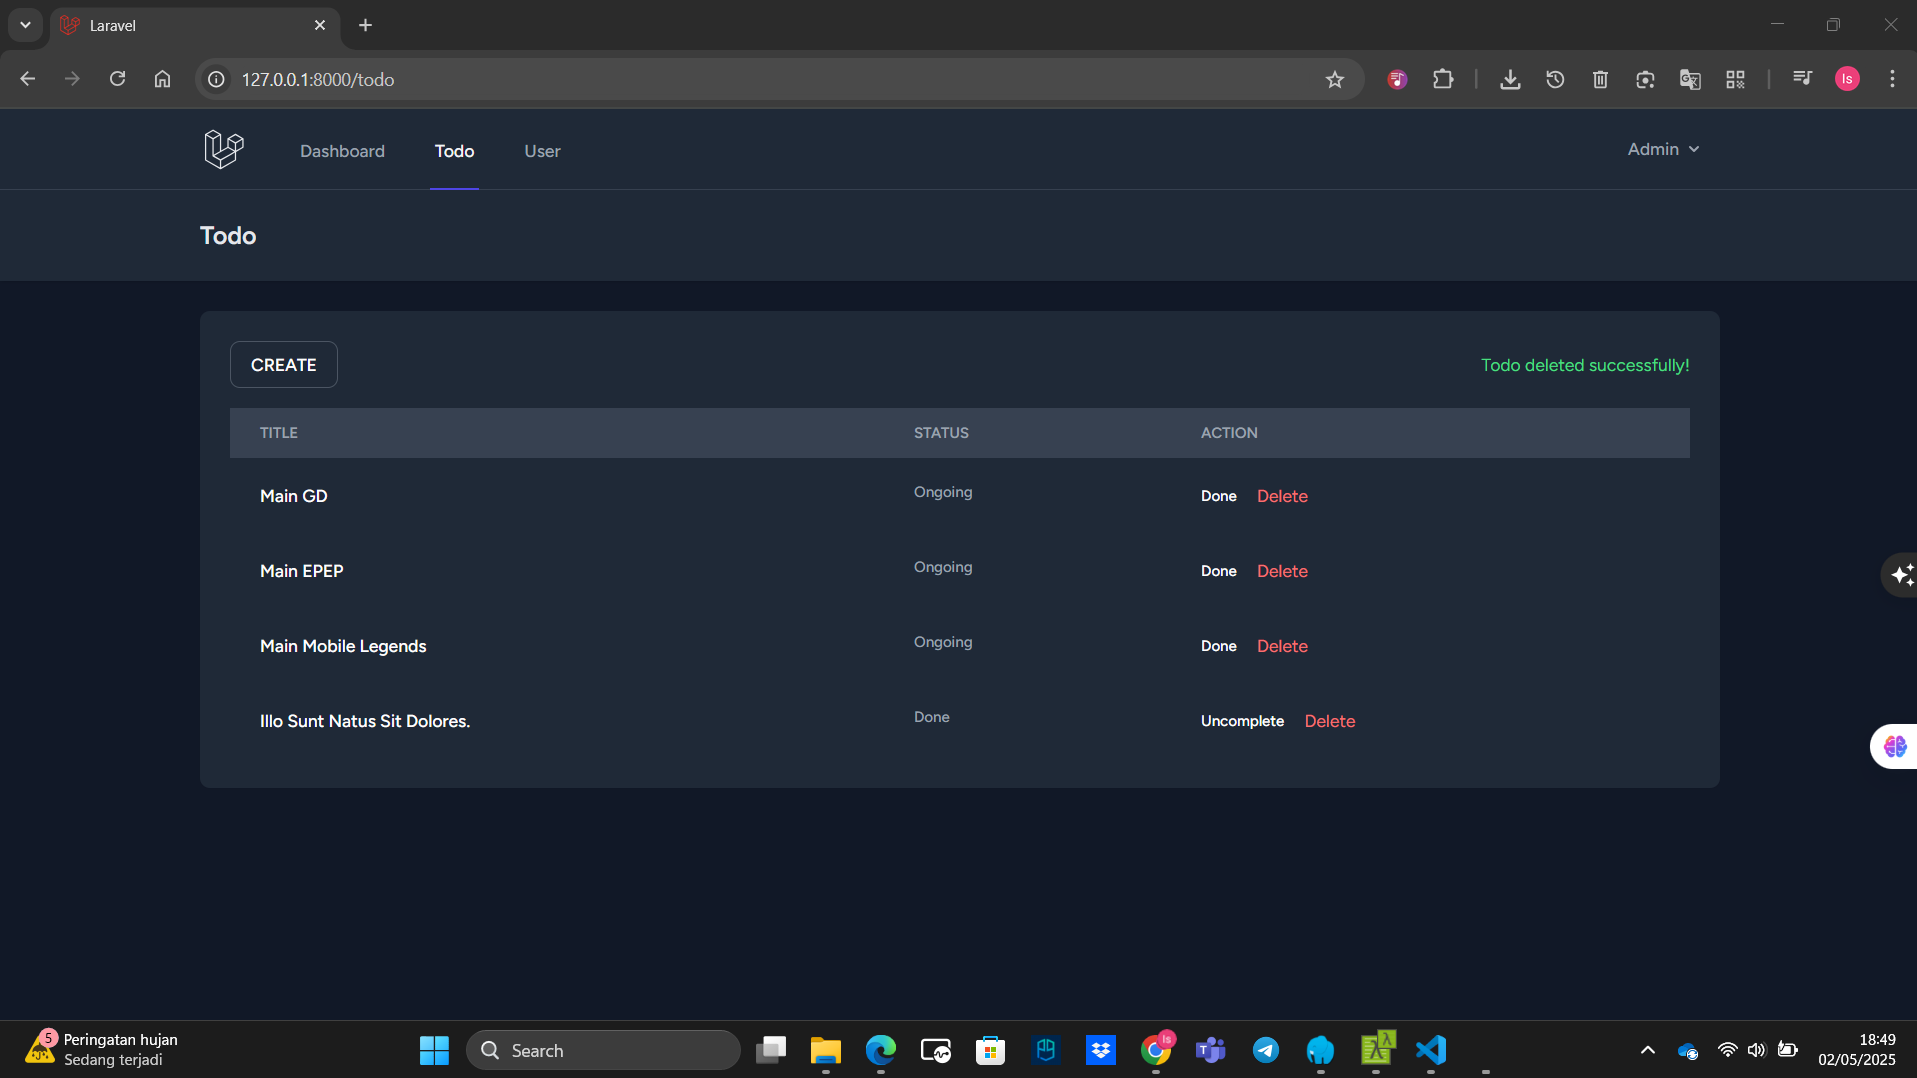 Laravel
127.0.0.1:8000/todo
Is
Dashboard Todo User Admin
Todo
CREATE Todo deleted successfully!
TITLE STATUS ACTION
Main GD Ongoing Done Delete
Main EPEP Ongoing Done Delete
Main Mobile Legends Ongoing Done Delete
Illo Sunt Natus Sit Dolores. Done Uncomplete Delete
5 Peringatan hujan
Sedang terjadi
Search
Is
18:49
02/05/2025